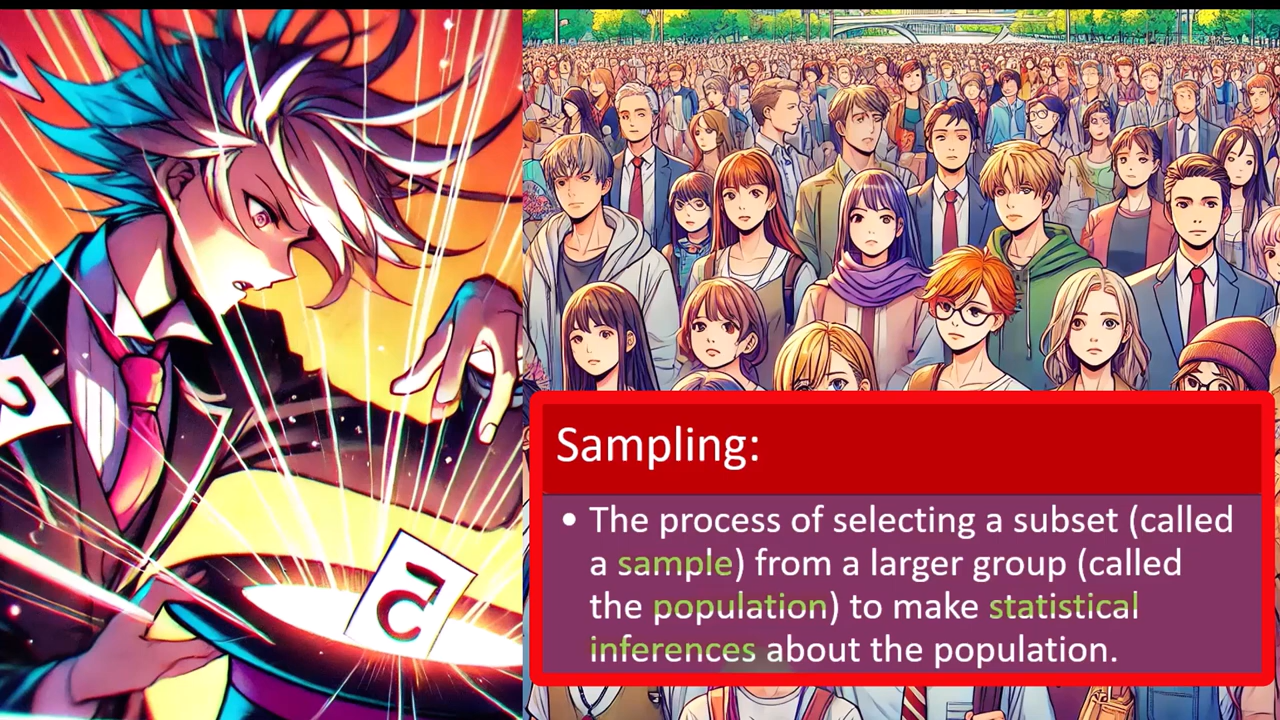 Sampling:
• The process of selecting a subset (called
a sample) from a larger group (called
the population) to make statistical
inferences about the population.